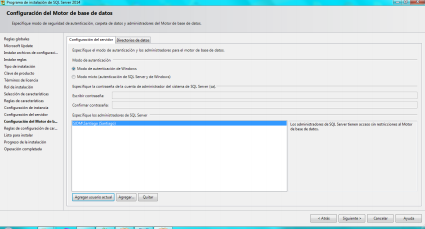 Programa de instalación de SQL Server 2014
Configuración del Motor de base de datos
Especifique modo de seguridad de autenticación, carpeta de datos y administradores del Motor de base de datos.
Reglas globales
Microsoft Update
Instalar archivos de configuraci...
Instalar reglas
Tipo de instalación
Clave de producto
Términos de licencia
Rol de instalación
Selección de características
Reglas de características
Configuración de instancia
Configuración del servidor
Configuración del Motor de b...
Reglas de configuración de car...
Listo para instalar
Progreso de la instalación
Operación completada
Configuración del servidor
Directorios de datos
Especifique el modo de autenticación y los administradores para el motor de base de datos.
Modo de autenticación
Modo de autenticación de Windows
Modo mixto (autenticación de SQL Server y de Windows)
Especifique la contraseña de la cuenta de administrador del sistema de SQL Server (sa).
Escribir contraseña:
Confirmar contraseña:
Especifique los administradores de SQL Server
Los administradores de SQL Server tienen acceso sin restricciones al Motor
de base de datos.
Agregar usuario actual
Agregar...
Quitar
< Atrás
Siguiente >
Cancelar
Ayuda